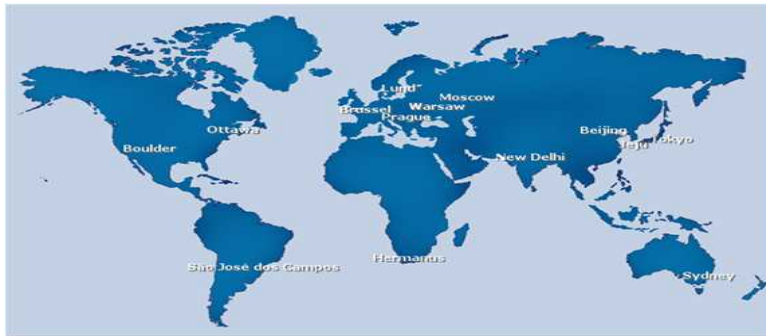 Lund
Moscow
Brussel
Warsaw
Prague
Ottawa
Beijing
Boulder
Jeju
Tokyo
New Delhi
Hermanus
São José dos Campos
Sydney